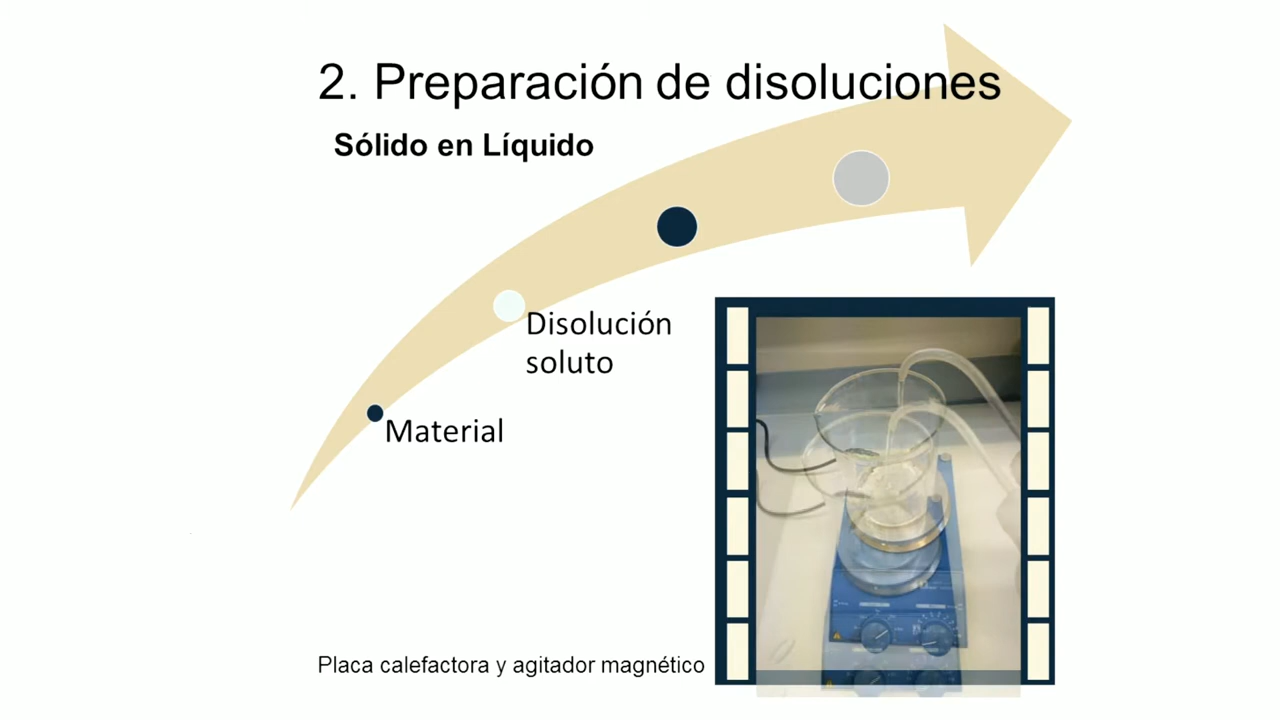 2. Preparación de disoluciones
Sólido en Líquido
Disolución
soluto
Material
Placa calefactora y agitador magnético